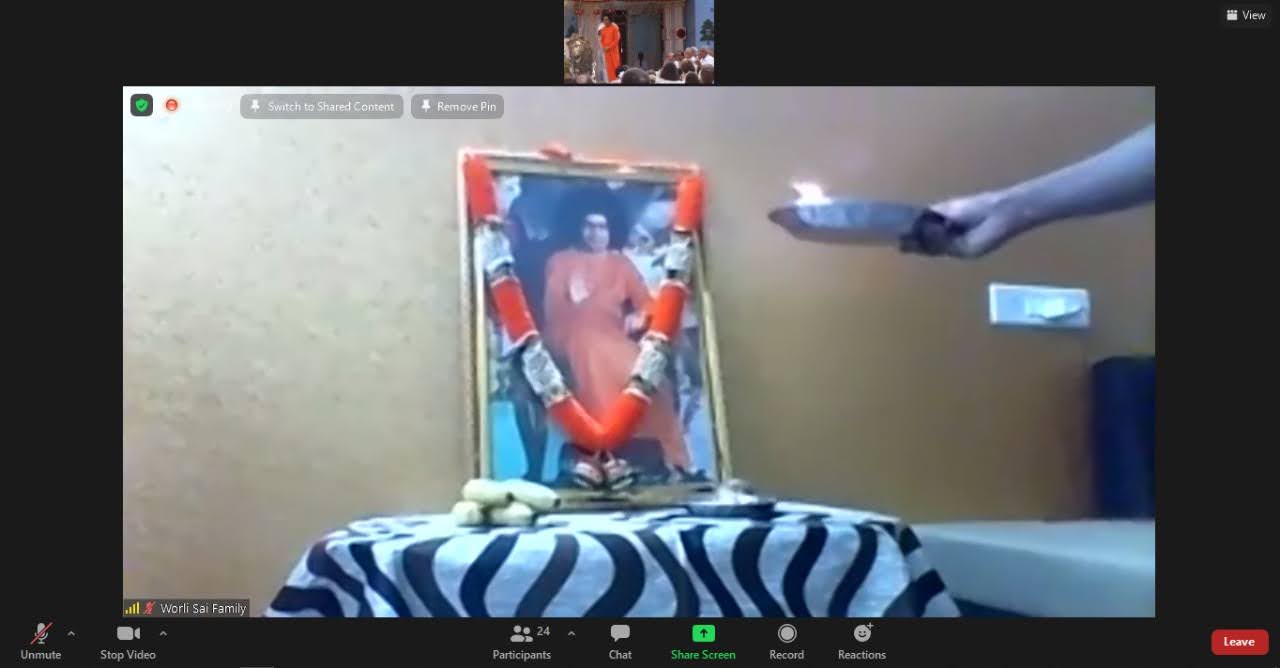 View
Switch to Shared Content
Remove Pin
Worli Sai Family
24
Unmute
Stop Video
Participants
Chat
Share Screen
Record
Reactions
Leave